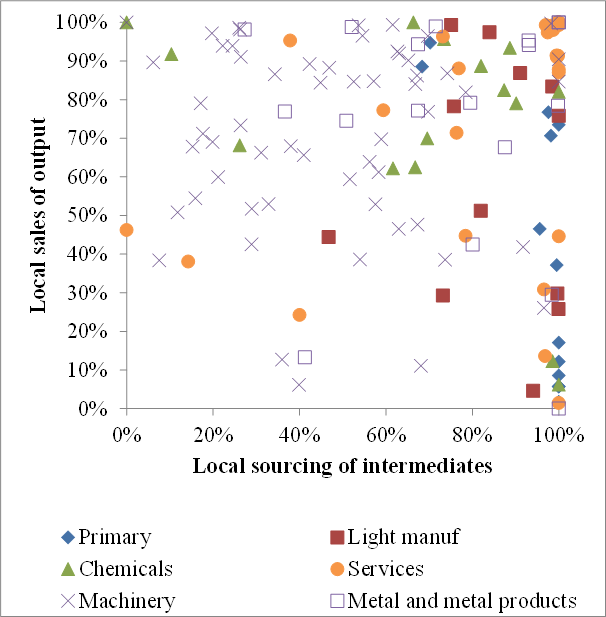 Local sales of output
100%
90%
80%
70%
60%
50%
40%
30%
20%
10%
0%
0% 20% 40% 60% 80% 100%
Local sourcing of intermediates
Primary Light manuf
Chemicals Services
Machinery Metal and metal products